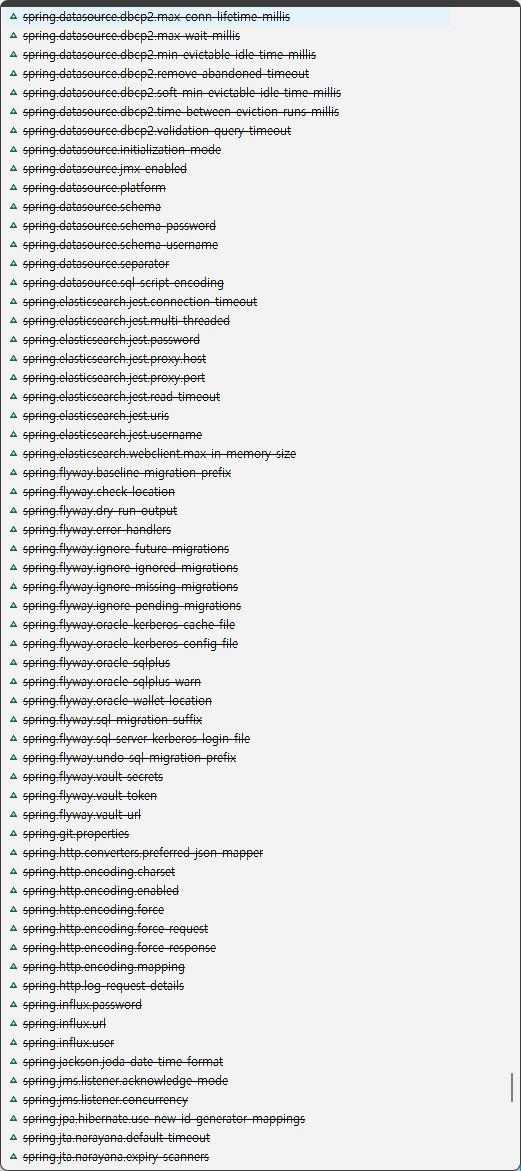 spring.datasource.dbcp2.max-conn-lifetime-millis
spring.datasource.dbcp2.max-wait-millis
spring.datasource.dbcp2.min-evictable-idle-time-millis
spring.datasource.dbcp2.remove-abandoned-timeout
spring.datasource.dbcp2.soft-min-evictable-idle-time-millis
spring.datasource.dbcp2.time-between-eviction-runs-millis
spring.datasource.dbcp2.validation-query-timeout
spring.datasource.initialization-mode
spring.datasource.jmx-enabled
spring.datasource.platform
spring.datasource.schema
spring.datasource.schema-password
spring.datasource.schema-username
spring.datasource.separator
spring.datasource.sql-script-encoding
spring.elasticsearch.jest.connection-timeout
spring.elasticsearch.jest.multi-threaded
spring.elasticsearch.jest.password
spring.elasticsearch.jest.proxy.host
spring.elasticsearch.jest.proxy.port
spring.elasticsearch.jest.read-timeout
spring.elasticsearch.jest.uris
spring.elasticsearch.jest.username
spring.elasticsearch.webclient.max-in-memory-size
spring.flyway.baseline-migration-prefix
spring.flyway.check-location
spring.flyway.dry-run-output
spring.flyway.error-handlers
spring.flyway.ignore-future-migrations
spring.flyway.ignore-ignored-migrations
spring.flyway.ignore-missing-migrations
spring.flyway.ignore-pending-migrations
spring.flyway.oracle-kerberos-cache-file
spring.flyway.oracle-kerberos-config-file
spring.flyway.oracle-sqlplus
spring.flyway.oracle-sqlplus-warn
spring.flyway.oracle-wallet-location
spring.flyway.sql-migration-suffix
spring.flyway.sql-server-kerberos-login-file
spring.flyway.undo-sql-migration-prefix
spring.flyway.vault-secrets
spring.flyway.vault-token
spring.flyway.vault-url
spring.git.properties
spring.http.converters.preferred-json-mapper
spring.http.encoding.charset
spring.http.encoding.enabled
spring.http.encoding.force
spring.http.encoding.force-request
spring.http.encoding.force-response
spring.http.encoding.mapping
spring.http.log-request-details
spring.influx.password
spring.influx.url
spring.influx.user
spring.jackson.joda-date-time-format
spring.jms.listener.acknowledge-mode
spring.jms.listener.concurrency
spring.jpa.hibernate.use-new-id-generator-mappings
spring.jta.narayana.default-timeout
spring.jta.narayana.expiry-scanners